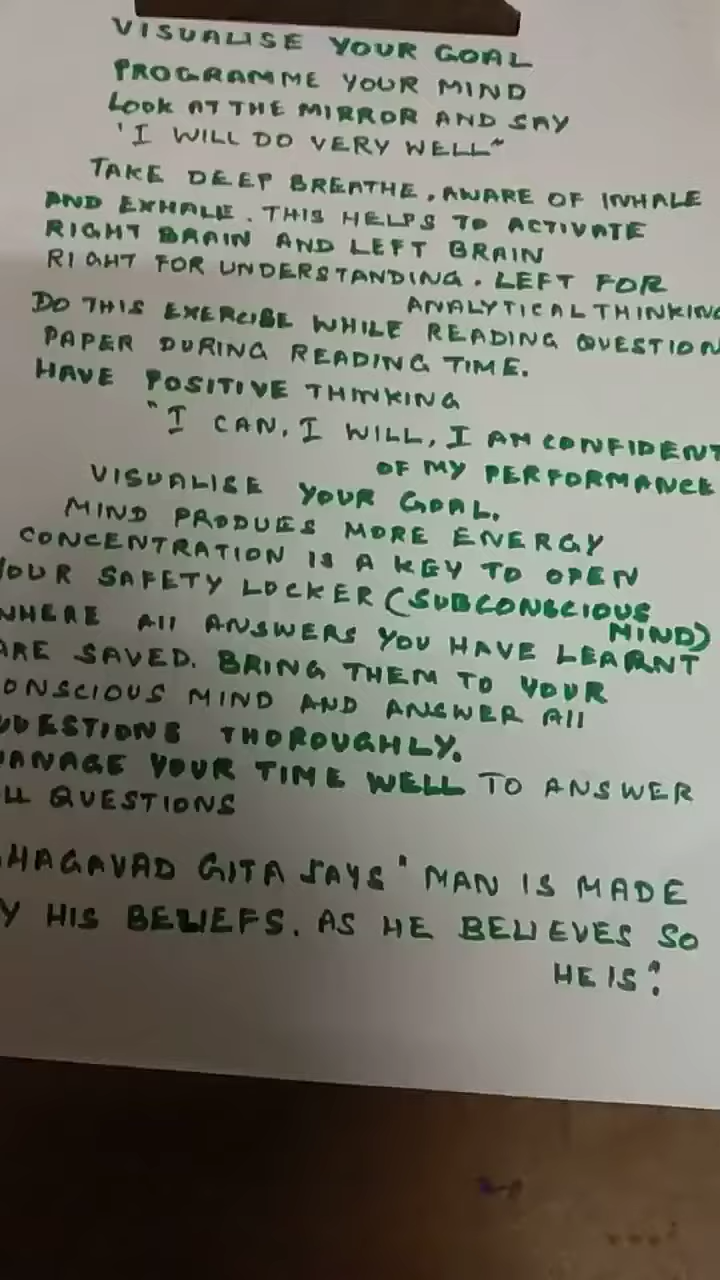 VISUALISE YOUR GOAL
PROGRAMME YOUR MIND
LOOK AT THE MIRROR AND SAY
'I WILL DO VERY WELL"
TAKE DEEP BREATHE, AWARE OF INHALE
AND EXHALE. THIS HELPS TO ACTIVATE
RIGHT BRAIN AND LEFT BRAIN
RIGHT FOR UNDERSTANDING. LEFT FOR
ANALYTICAL THINKING
DO THIS EXERCISE WHILE READING QUESTION
PAPER DURING READING TIME.
HAVE POSITIVE THINKING
"I CAN, I WILL, I AM CONFIDENT
OF MY PERFORMANCE
VISUALISE YOUR GOAL.
MIND PRODUES MORE ENERGY
CONCENTRATION IS A KEY TO OPEN
OUR SAFETY LOCKER (SUBCONSCIOUS
MIND)
WHERE All ANSWERS YOU HAVE LEARNT
ARE SAVED. BRING THEM TO YOUR
ONSCIOUS MIND AND ANSWER All
UESTIONS THOROUGHLY.
MANAGE YOUR TIME WELL TO ANSWER
LL QUESTIONS
HAGAVAD GITA SAYS "MAN IS MADE
Y HIS BELIEFS. AS HE BELIEVES SO
HE IS."